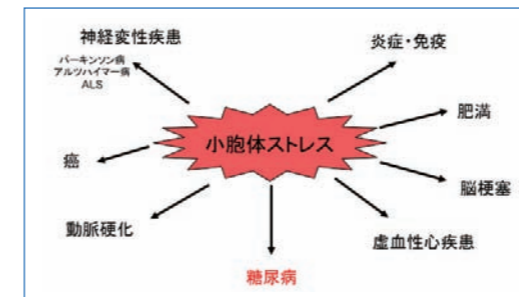 神経変性疾患
パーキンソン病
アルツハイマー病
ALS
炎症・免疫
肥満
小胞体ストレス
癌
脳梗塞
動脈硬化
虚血性心疾患
糖尿病